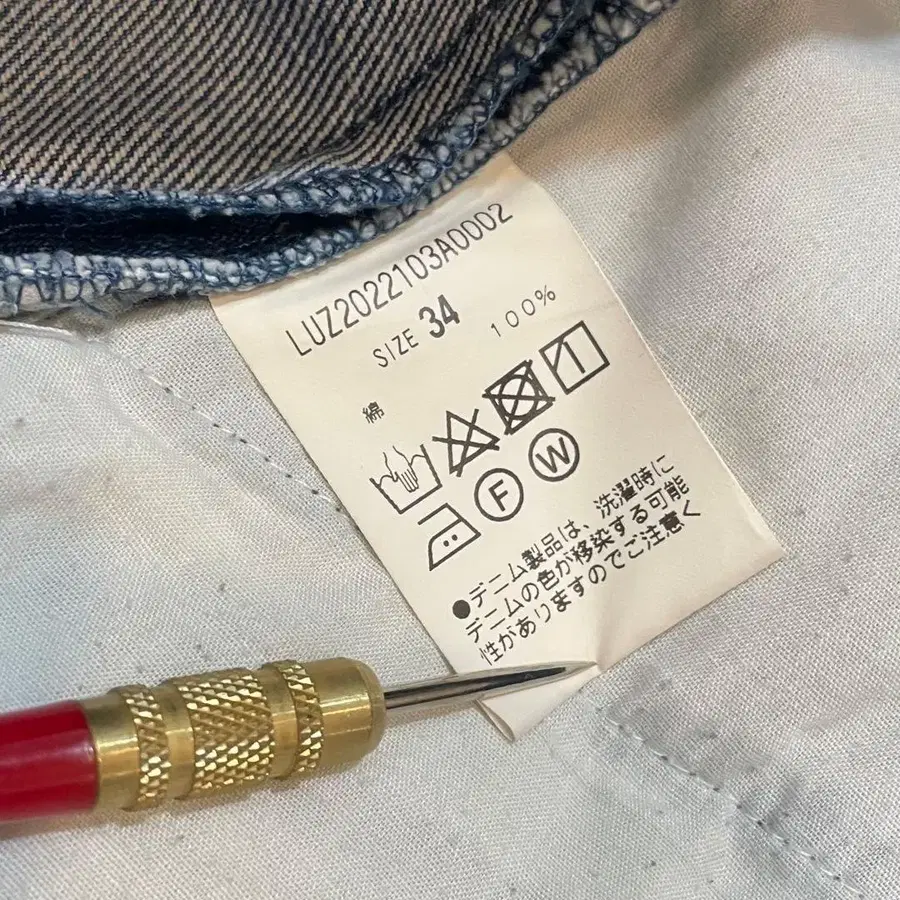 LUZ2022103A0002
SIZE 34
綿 100%
F W
●デニム製品は、洗濯時に
デニムの色が移染する可能
性がありますのでご注意く